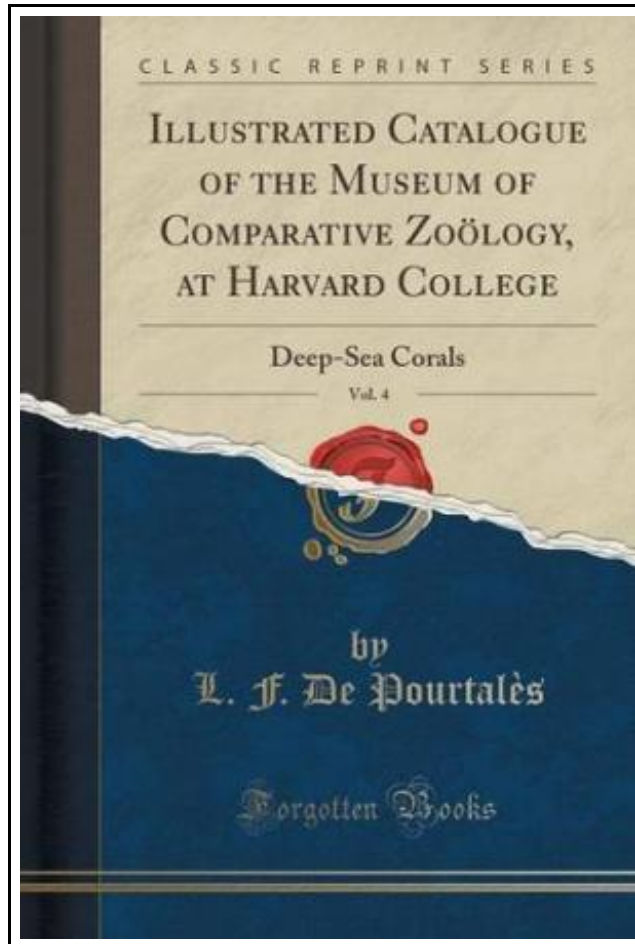 CLASSIC REPRINT SERIES
ILLUSTRATED CATALOGUE
OF THE MUSEUM OF
COMPARATIVE ZOÖLOGY,
AT HARVARD COLLEGE
Deep-Sea Corals
Vol. 4
by
L. F. De Pourtalès
Forgotten Books